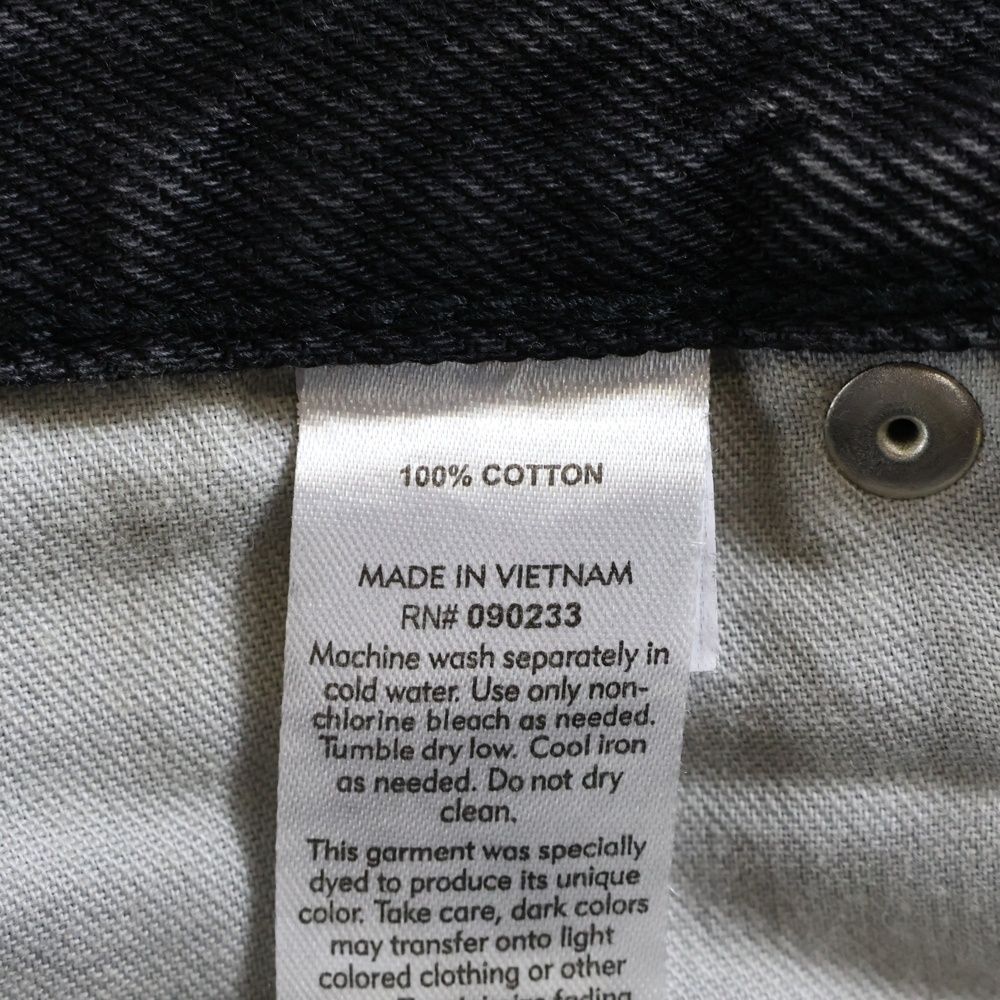 100% COTTON
MADE IN VIETNAM
RN# 090233
Machine wash separately in
cold water. Use only non-
chlorine bleach as needed.
Tumble dry low. Cool iron
as needed. Do not dry
clean.
This garment was specially
dyed to produce its unique
color. Take care, dark colors
may transfer onto light
colored clothing or other
fading